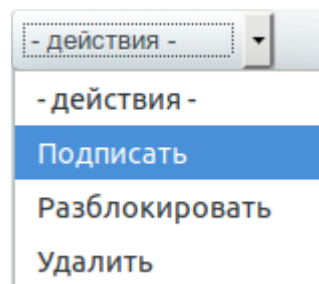 - действия -
- действия -
Подписать
Разблокировать
Удалить